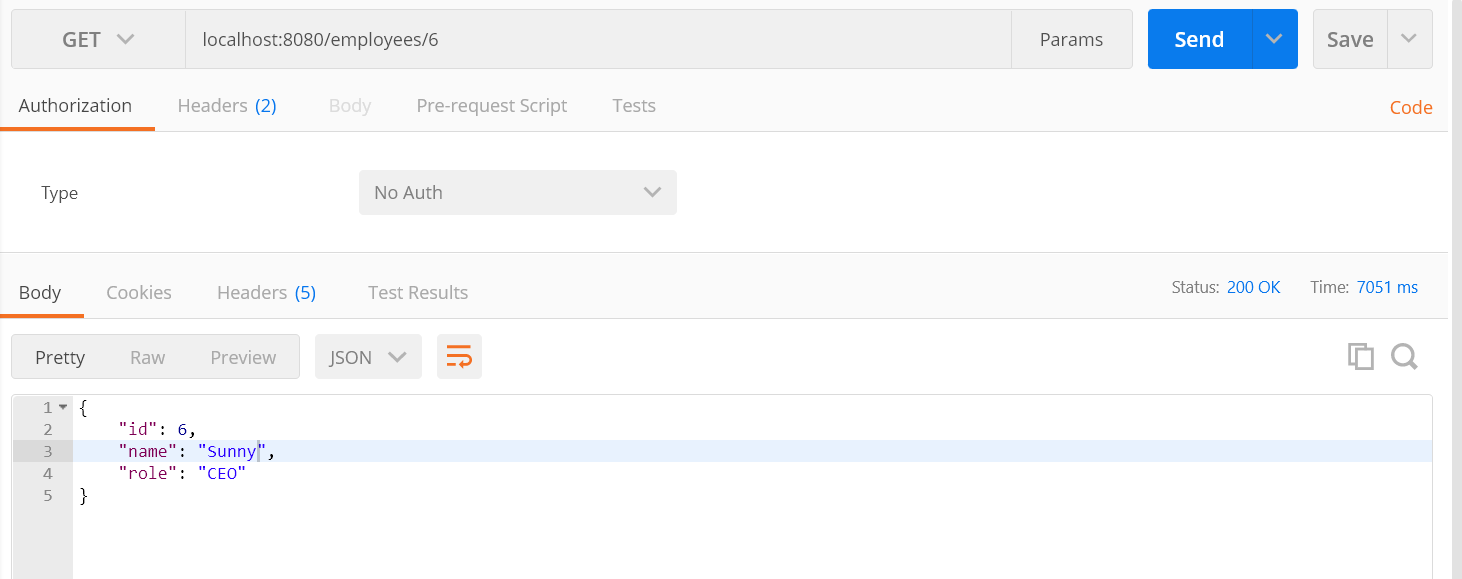 GET localhost:8080/employees/6 Params Send Save
Authorization Headers (2) Body Pre-request Script Tests Code
Type No Auth
Body Cookies Headers (5) Test Results Status: 200 OK Time: 7051 ms
Pretty Raw Preview JSON
1 {
2 "id": 6,
3 "name": "Sunny",
4 "role": "CEO"
5 }